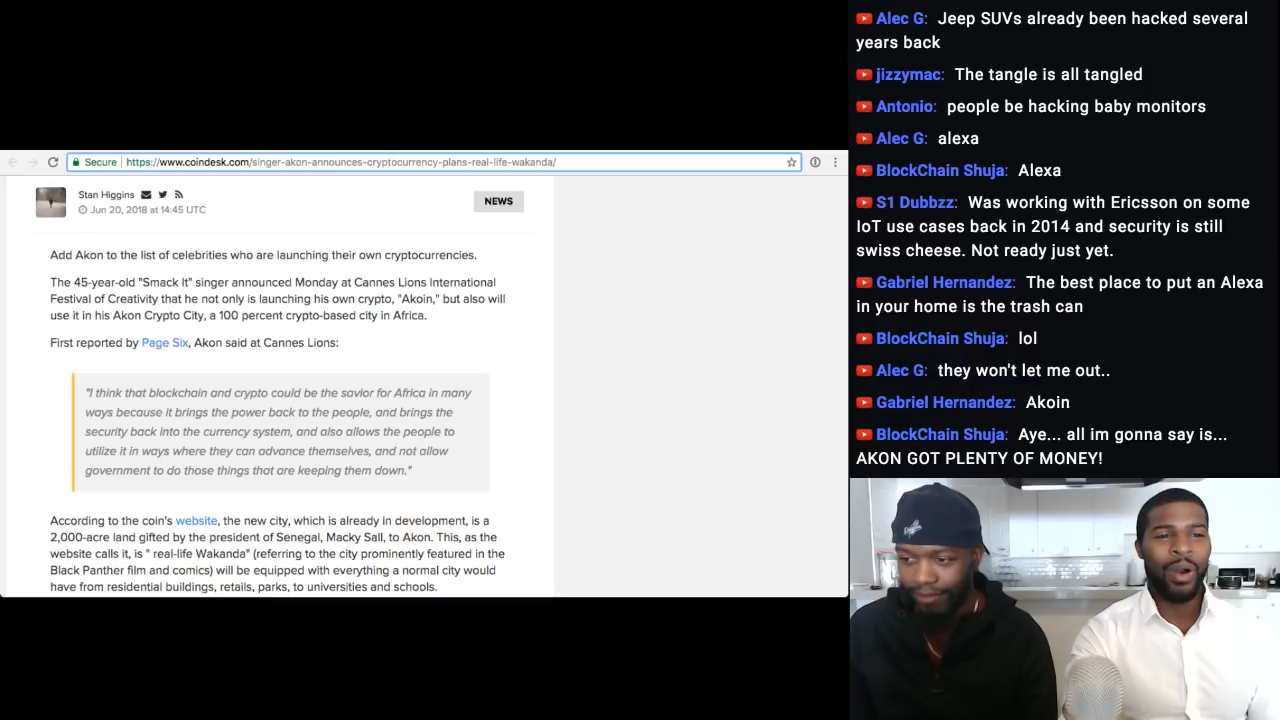 Secure
https://www.coindesk.com/singer-akon-announces-cryptocurrency-plans-real-life-wakanda/
Stan Higgins
Jun 20, 2018 at 14:45 UTC
NEWS
Add Akon to the list of celebrities who are launching their own cryptocurrencies.
The 45-year-old "Smack It" singer announced Monday at Cannes Lions International
Festival of Creativity that he not only is launching his own crypto, "Akoin," but also will
use it in his Akon Crypto City, a 100 percent crypto-based city in Africa.
First reported by Page Six, Akon said at Cannes Lions:
"I think that blockchain and crypto could be the savior for Africa in many
ways because it brings the power back to the people, and brings the
security back into the currency system, and also allows the people to
utilize it in ways where they can advance themselves, and not allow
government to do those things that are keeping them down."
According to the coin's website, the new city, which is already in development, is a
2,000-acre land gifted by the president of Senegal, Macky Sall, to Akon. This, as the
website calls it, is " real-life Wakanda" (referring to the city prominently featured in the
Black Panther film and comics) will be equipped with everything a normal city would
have from residential buildings, retails, parks, to universities and schools.
Alec G: Jeep SUVs already been hacked several
years back
jizzymac: The tangle is all tangled
Antonio: people be hacking baby monitors
Alec G: alexa
BlockChain Shuja: Alexa
S1 Dubbzz: Was working with Ericsson on some
IoT use cases back in 2014 and security is still
swiss cheese. Not ready just yet.
Gabriel Hernandez: The best place to put an Alexa
in your home is the trash can
BlockChain Shuja: lol
Alec G: they won't let me out..
Gabriel Hernandez: Akoin
BlockChain Shuja: Aye... all im gonna say is...
AKON GOT PLENTY OF MONEY!